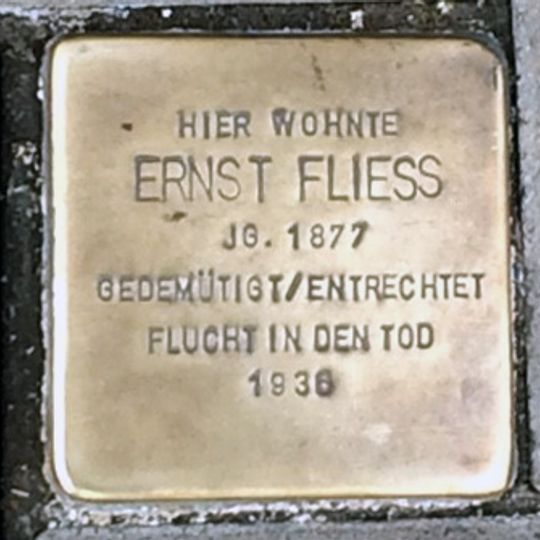 HIER WOHNTE
ERNST FLIESS
JG. 1877
GEDEMÜTIGT/ENTRECHTET
FLUCHT IN DEN TOD
1936